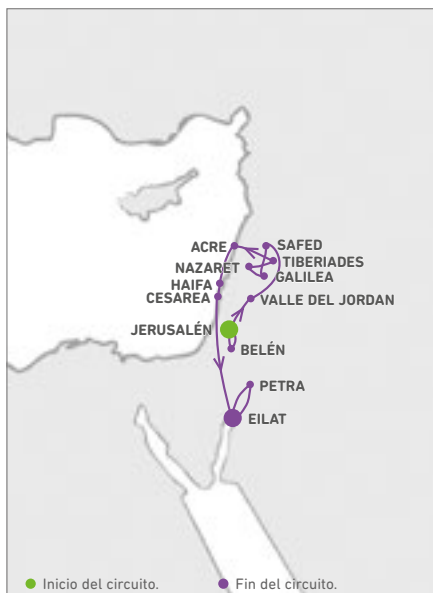 ACRE
SAFED
TIBERIADES
NAZARET
GALILEA
HAIFA
CESAREA
VALLE DEL JORDAN
JERUSALÉN
BELÉN
PETRA
EILAT
Inicio del circuito.
Fin del circuito.